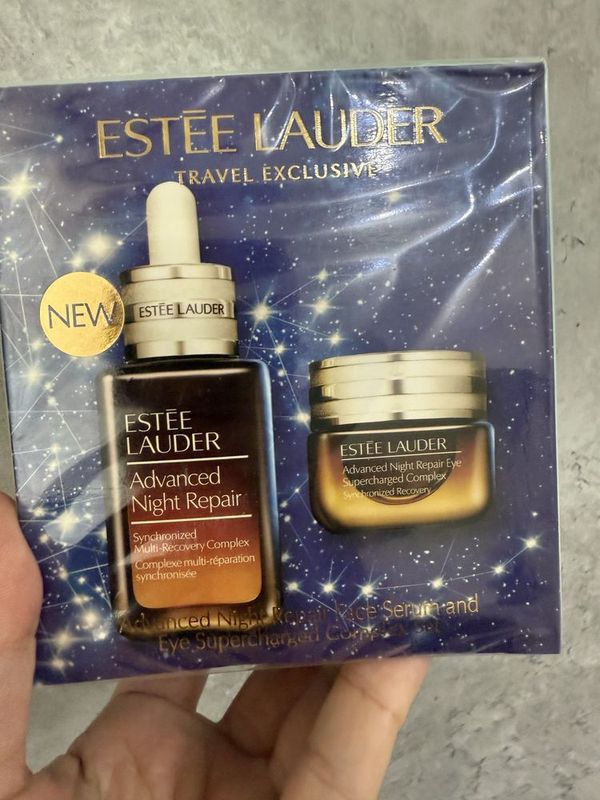 ESTĒE LAUDER
TRAVEL EXCLUSIVE
NEW
ESTĒE LAUDER
ESTĒE
LAUDER
Advanced
Night Repair
Synchronized
Multi-Recovery Complex
Complexe multi-réparation
synchronisée
ESTĒE LAUDER
Advanced Night Repair Eye
Supercharged Complex
Synchronized Recovery
Advanced Night Repair Face Serum and
Eye Supercharged Complex Set